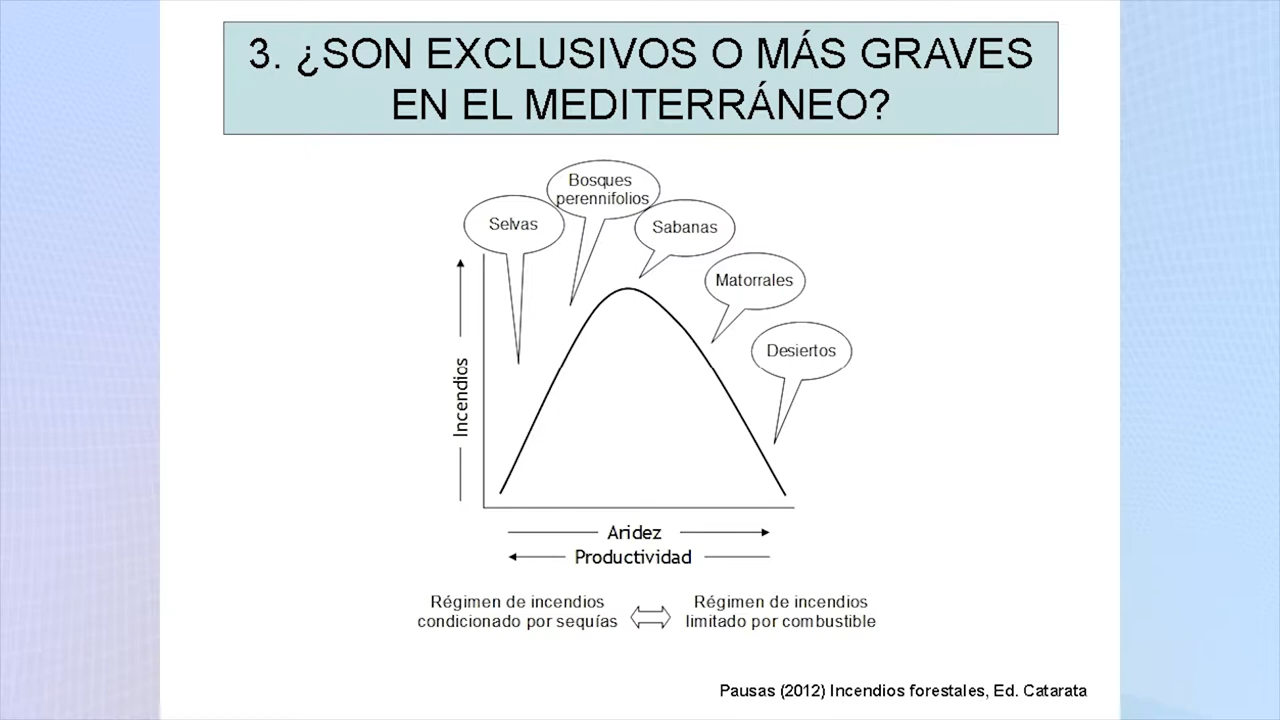 3. ¿SON EXCLUSIVOS O MÁS GRAVES
EN EL MEDITERRÁNEO?
Bosques
perennifolios
Selvas
Sabanas
Matorrales
Desiertos
Incendios
Aridez
Productividad
Régimen de incendios
condicionado por sequías
Régimen de incendios
limitado por combustible
Pausas (2012) Incendios forestales, Ed. Catarata